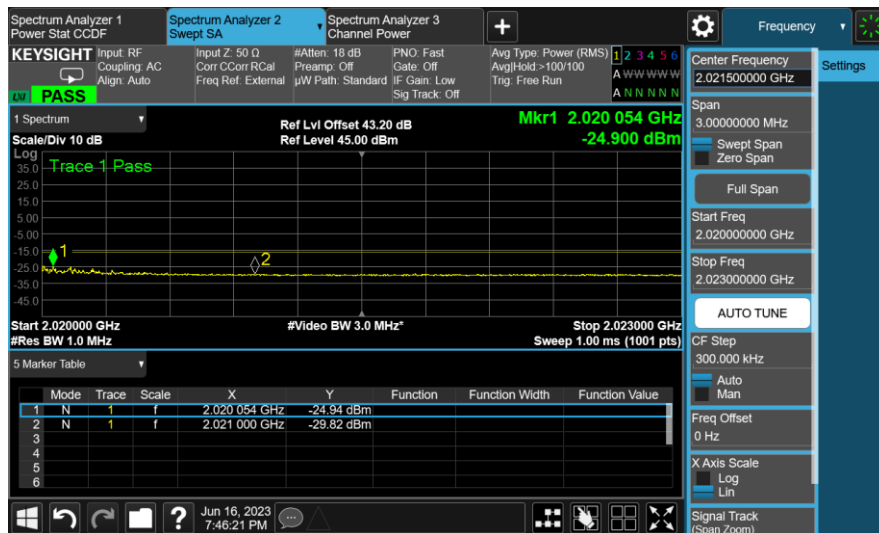 Spectrum Analyzer 1
Power Stat CCDF
Spectrum Analyzer 2
Swept SA
Spectrum Analyzer 3
Channel Power
Frequency
KEYSIGHT
LXI
PASS
Input: RF
Coupling: AC
Align: Auto
Input Z: 50 Ω
Corr CCorr RCal
Freq Ref: External
#Atten: 18 dB
Preamp: Off
µW Path: Standard
PNO: Fast
Gate: Off
IF Gain: Low
Sig Track: Off
Avg Type: Power (RMS)
Avg|Hold:>100/100
Trig: Free Run
1 2 3 4 5 6
A W W W W W
A N N N N N
Settings
Center Frequency
2.021500000 GHz
Span
3.00000000 MHz
Swept Span
Zero Span
Full Span
Start Freq
2.020000000 GHz
Stop Freq
2.023000000 GHz
AUTO TUNE
CF Step
300.000 kHz
Auto
Man
Freq Offset
0 Hz
X Axis Scale
Log
Lin
Signal Track
(Span Zoom)
1 Spectrum
Scale/Div 10 dB
Ref Lvl Offset 43.20 dB
Ref Level 45.00 dBm
Mkr1 2.020 054 GHz
-24.900 dBm
Log
Trace 1 Pass
35.0
25.0
15.0
5.00
-5.00
-15.0
-25.0
-35.0
-45.0
1
2
Start 2.020000 GHz
#Video BW 3.0 MHz*
Stop 2.023000 GHz
#Res BW 1.0 MHz
Sweep 1.00 ms (1001 pts)
5 Marker Table
Mode Trace Scale X Y Function Function Width Function Value
1 N 1 f 2.020 054 GHz -24.94 dBm
2 N 1 f 2.021 000 GHz -29.82 dBm
3
4
5
6
?
Jun 16, 2023
7:46:21 PM